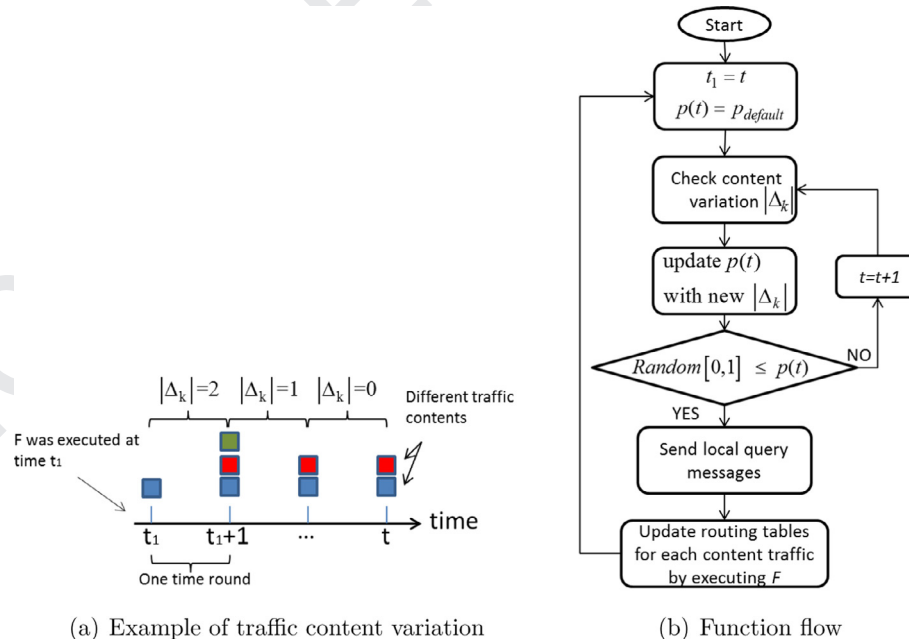 |Δk|=2 |Δk|=1 |Δk|=0
Different traffic
contents
F was executed at
time t1
t1 t1+1 ... t time
One time round
(a) Example of traffic content variation
Start
t1 = t
p(t) = pdefault
Check content
variation |Δk|
update p(t)
with new |Δk|
t=t+1
Random[0,1] ≤ p(t)
NO
YES
Send local query
messages
Update routing tables
for each content traffic
by executing F
(b) Function flow